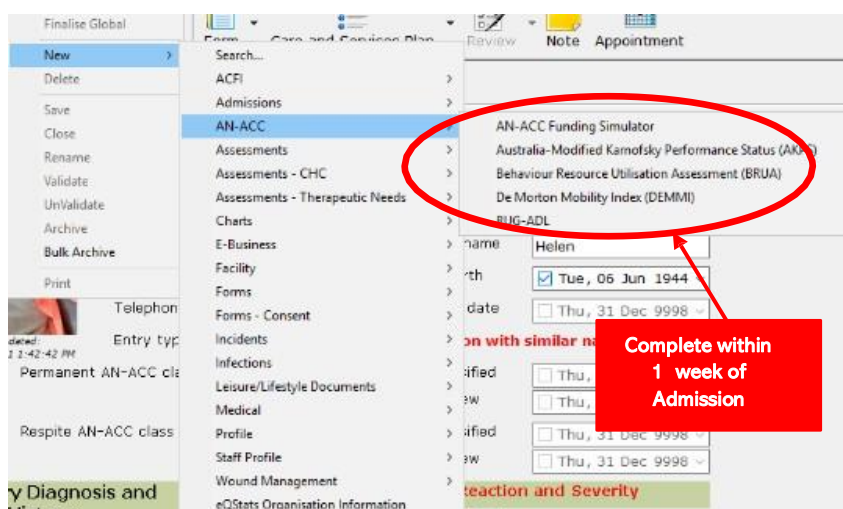 Finalise Global
New
Delete
Save
Close
Rename
Validate
UnValidate
Archive
Bulk Archive
Print
Form
Care and Services Plan
Review
Note
Appointment
Search...
ACFI
Admissions
AN-ACC
Assessments
Assessments - CHC
Assessments - Therapeutic Needs
Charts
E-Business
Facility
Forms
Forms - Consent
Incidents
Infections
Leisure/Lifestyle Documents
Medical
Profile
Staff Profile
Wound Management
eQStats Organisation Information
AN-ACC Funding Simulator
Australia-Modified Karnofsky Performance Status (AKPS)
Behaviour Resource Utilisation Assessment (BRUA)
De Morton Mobility Index (DEMMI)
RUG-ADL
name
Helen
Tue, 06 Jun 1944
date
Thu, 31 Dec 9998
Telephon
Entry typ
1:42:42 PM
Permanent AN-ACC cla
Respite AN-ACC class
on with similar na
Complete within
1 week of
Admission
Thu,
Thu,
Thu, 31 Dec 9998
Thu, 31 Dec 9998
y Diagnosis and
Reaction and Severity